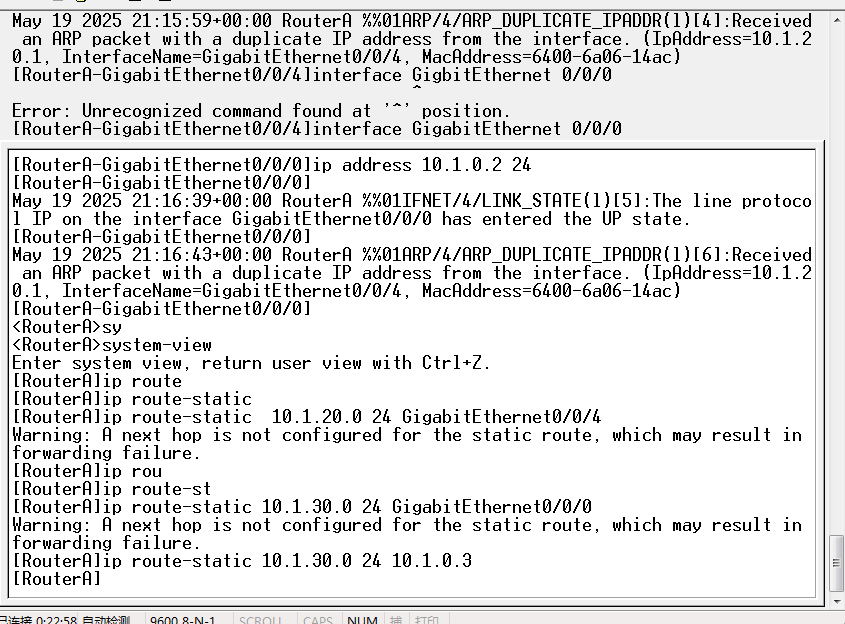 May 19 2025 21:15:59+00:00 RouterA %%01ARP/4/ARP_DUPLICATE_IPADDR(l)[4]:Received
 an ARP packet with a duplicate IP address from the interface. (IpAddress=10.1.2
0.1, InterfaceName=GigabitEthernet0/0/4, MacAddress=6400-6a06-14ac)
[RouterA-GigabitEthernet0/0/4]interface GigbitEthernet 0/0/0
^
Error: Unrecognized command found at '^' position.
[RouterA-GigabitEthernet0/0/4]interface GigabitEthernet 0/0/0
[RouterA-GigabitEthernet0/0/0]ip address 10.1.0.2 24
[RouterA-GigabitEthernet0/0/0]
May 19 2025 21:16:39+00:00 RouterA %%01IFNET/4/LINK_STATE(l)[5]:The line protoco
l IP on the interface GigabitEthernet0/0/0 has entered the UP state.
[RouterA-GigabitEthernet0/0/0]
May 19 2025 21:16:43+00:00 RouterA %%01ARP/4/ARP_DUPLICATE_IPADDR(l)[6]:Received
 an ARP packet with a duplicate IP address from the interface. (IpAddress=10.1.2
0.1, InterfaceName=GigabitEthernet0/0/4, MacAddress=6400-6a06-14ac)
[RouterA-GigabitEthernet0/0/0]
<RouterA>sy
<RouterA>system-view
Enter system view, return user view with Ctrl+Z.
[RouterA]ip route
[RouterA]ip route-static
[RouterA]ip route-static  10.1.20.0 24 GigabitEthernet0/0/4
Warning: A next hop is not configured for the static route, which may result in
forwarding failure.
[RouterA]ip rou
[RouterA]ip route-st
[RouterA]ip route-static 10.1.30.0 24 GigabitEthernet0/0/0
Warning: A next hop is not configured for the static route, which may result in
forwarding failure.
[RouterA]ip route-static 10.1.30.0 24 10.1.0.3
[RouterA]
已连接 0:22:58 自动检测 9600 8-N-1 SCROLL CAPS NUM 捕 打印